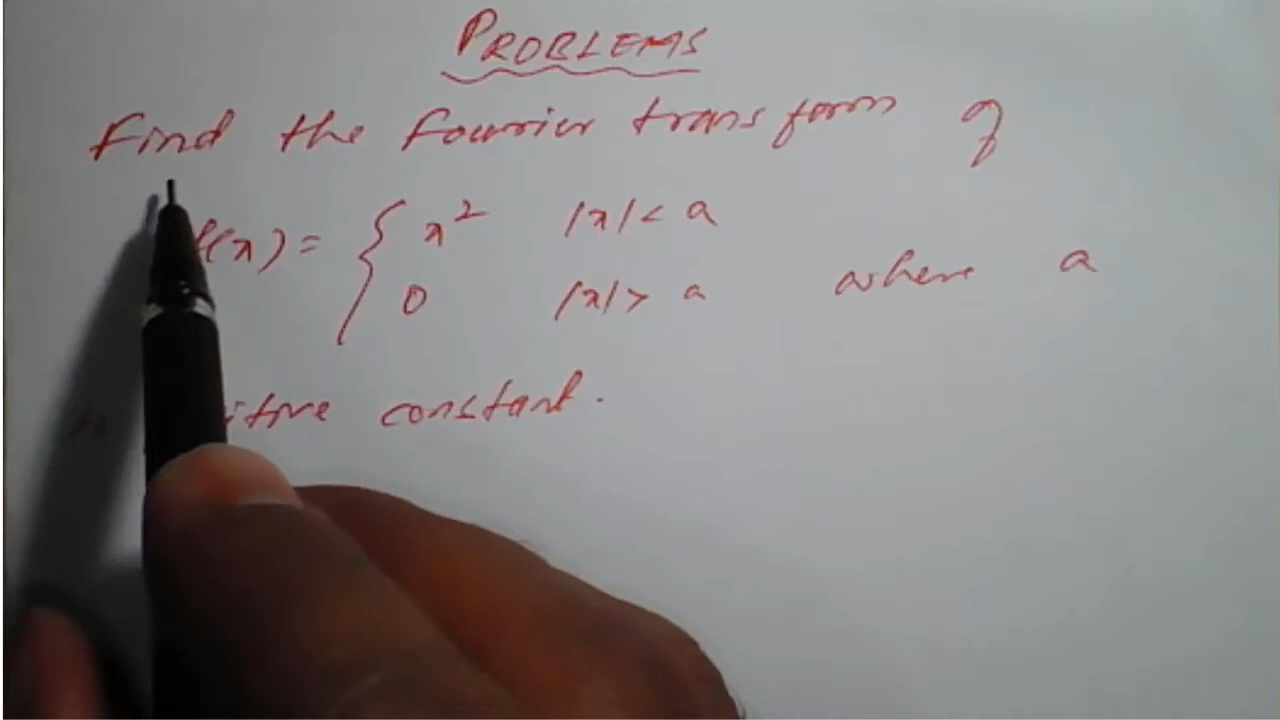 PROBLEMS
Find the fourier transform of
f(x) = { x² |x| < a
0 |x| > a where a
constant.